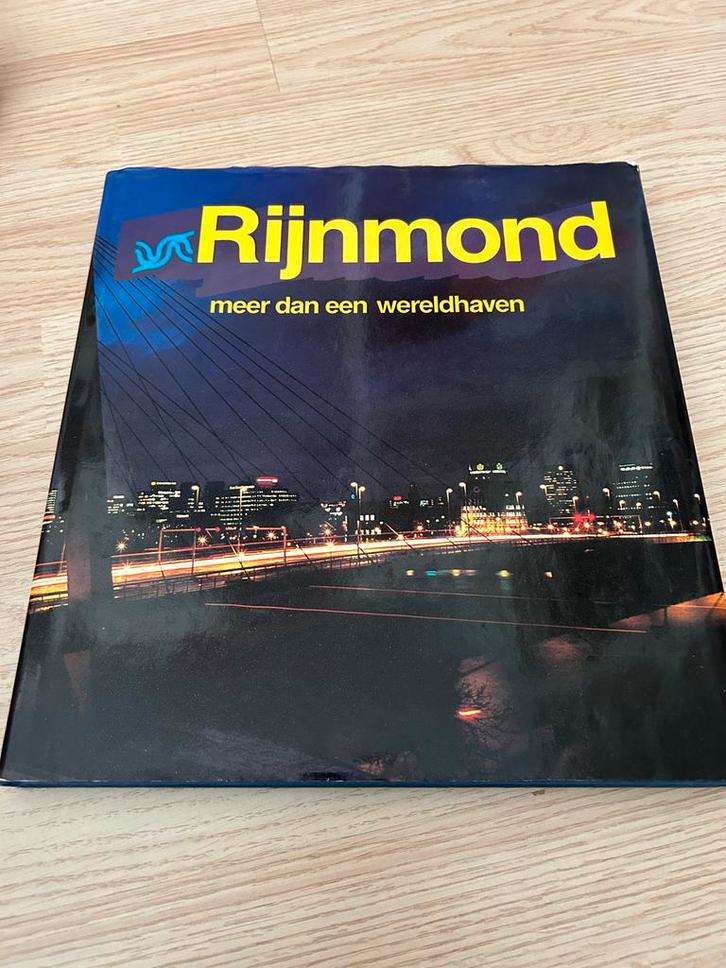 Rijnmond
meer dan een wereldhaven